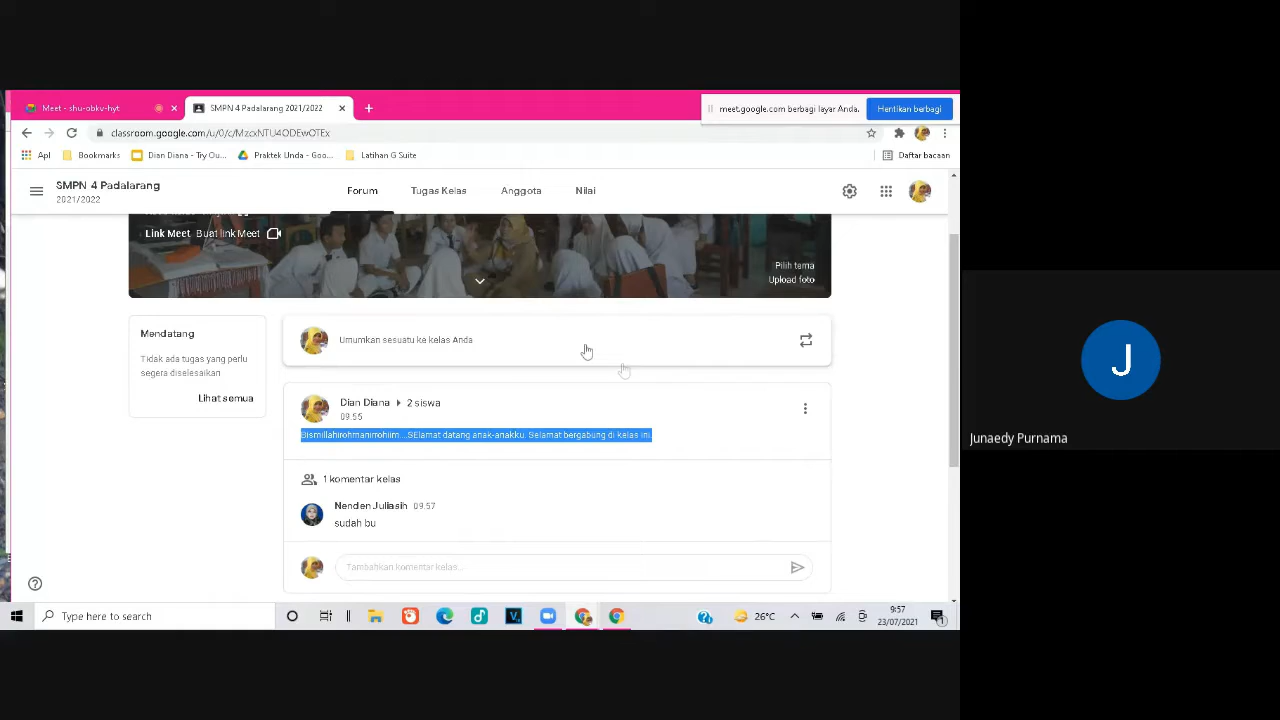 Meet - shu-obkv-hyt
SMPN 4 Padalarang 2021/2022
meet.google.com berbagi layar Anda.
Hentikan berbagi
classroom.google.com/u/0/c/MzcxNTU4ODEwOTEx
Apl
Bookmarks
Dian Diana - Try Ou...
Praktek Unda - Goo...
Latihan G Suite
Daftar bacaan
SMPN 4 Padalarang
2021/2022
Forum
Tugas Kelas
Anggota
Nilai
Link Meet Buat link Meet
Pilih tema
Upload foto
Mendatang
Tidak ada tugas yang perlu
segera diselesaikan
Lihat semua
Umumkan sesuatu ke kelas Anda
Dian Diana 2 siswa
09.55
Bismillahirohmanirrohiim....SElamat datang anak-anakku. Selamat bergabung di kelas ini.
1 komentar kelas
Nenden Juliasih 09.57
sudah bu
Tambahkan komentar kelas...
Type here to search
26°C
9:57
23/07/2021
J
Junaedy Purnama